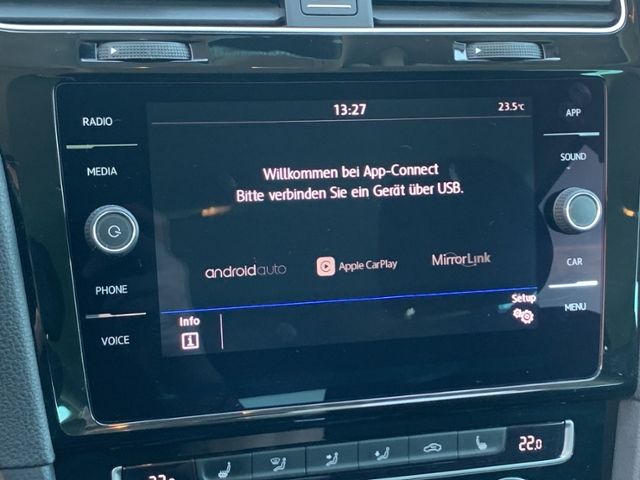 13:27
23.5°C
RADIO
MEDIA
PHONE
VOICE
Willkommen bei App-Connect
Bitte verbinden Sie ein Gerät über USB.
androidauto
Apple CarPlay
MirrorLink
Info
Setup
APP
SOUND
CAR
MENU
22.0